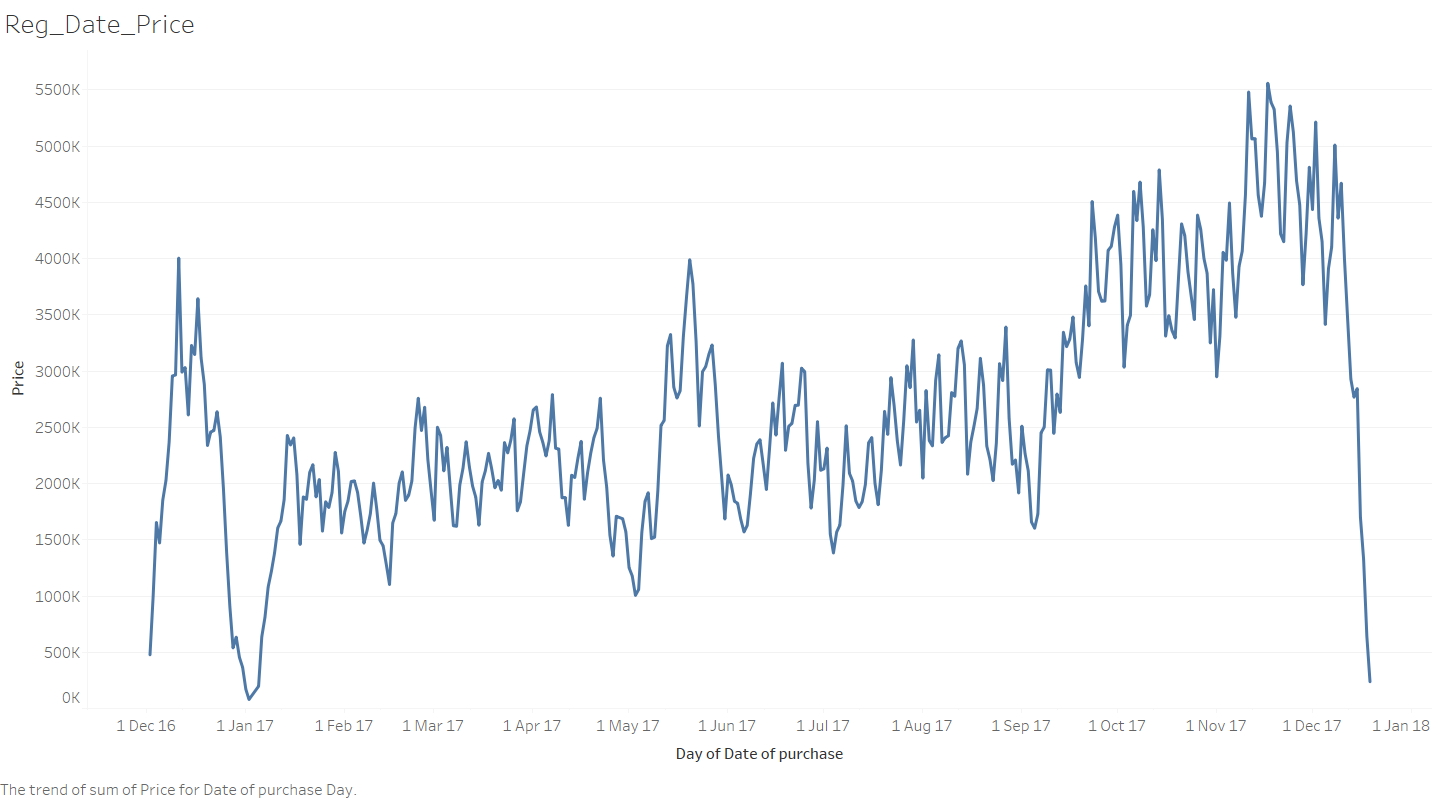 Reg_Date_Price
5500K
5000K
4500K
4000K
3500K
3000K
2500K
2000K
1500K
1000K
500K
0K
Price
1 Dec 16 1 Jan 17 1 Feb 17 1 Mar 17 1 Apr 17 1 May 17 1 Jun 17 1 Jul 17 1 Aug 17 1 Sep 17 1 Oct 17 1 Nov 17 1 Dec 17 1 Jan 18
Day of Date of purchase
The trend of sum of Price for Date of purchase Day.